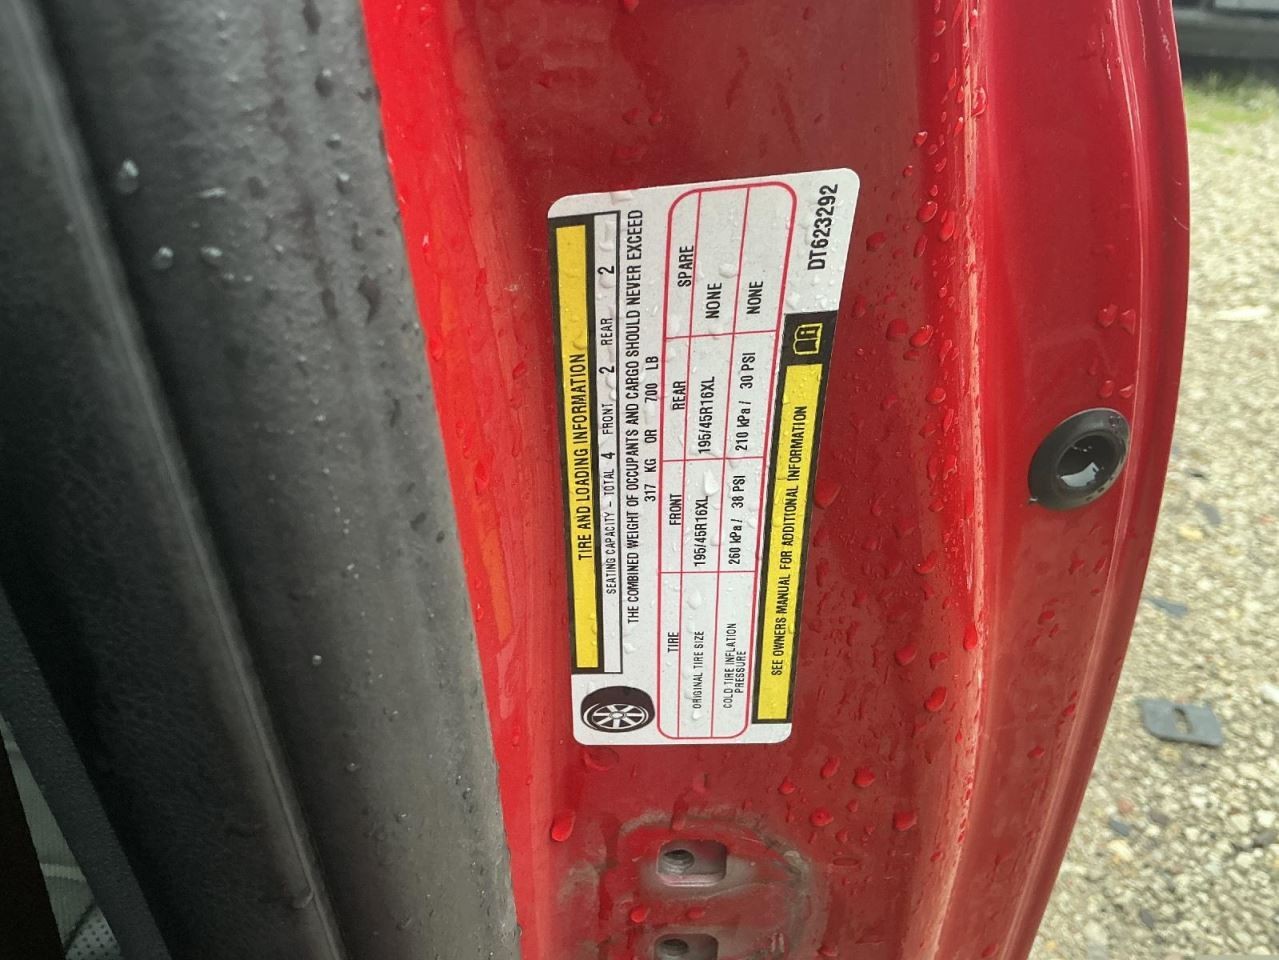 TIRE AND LOADING INFORMATION
SEATING CAPACITY - TOTAL 4 FRONT 2 REAR 2
THE COMBINED WEIGHT OF OCCUPANTS AND CARGO SHOULD NEVER EXCEED
317 KG OR 700 LB
TIRE FRONT REAR SPARE
ORIGINAL TIRE SIZE 195/45R16XL 195/45R16XL NONE
COLD TIRE INFLATION
PRESSURE 260 kPa / 38 PSI 210 kPa / 30 PSI NONE
SEE OWNERS MANUAL FOR ADDITIONAL INFORMATION
DT623292